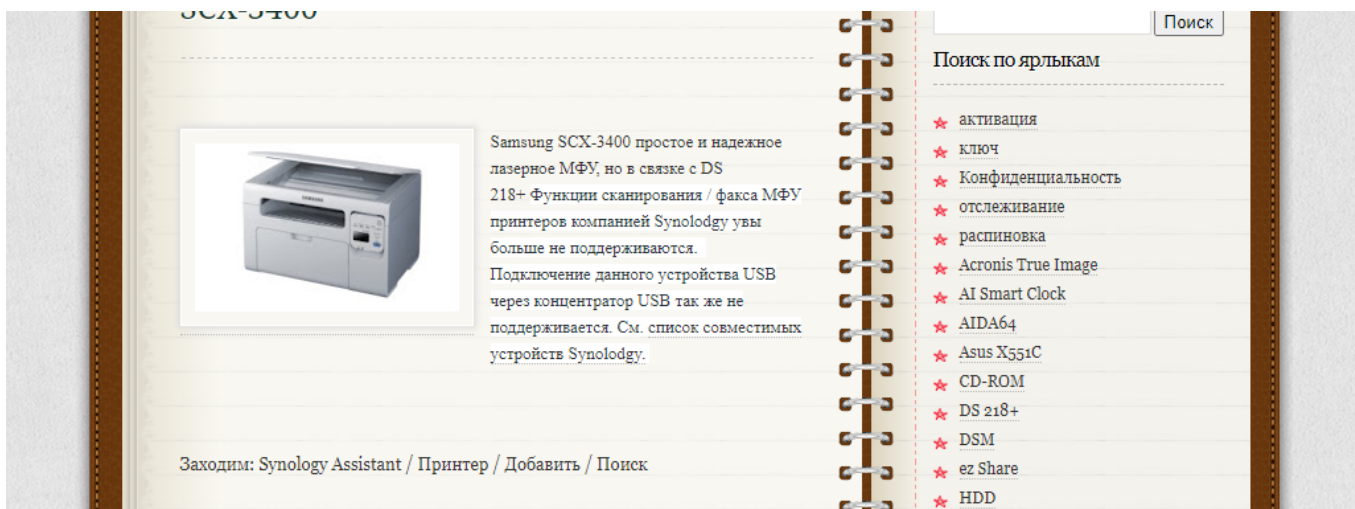 SCX-3400
Samsung SCX-3400 простое и надежное
лазерное МФУ, но в связке с DS
218+ Функции сканирования / факса МФУ
принтеров компанией Synolodgy увы
больше не поддерживаются.
Подключение данного устройства USB
через концентратор USB так же не
поддерживается. См. список совместимых
устройств Synolodgy.
Заходим: Synology Assistant / Принтер / Добавить / Поиск
Поиск
Поиск по ярлыкам
активация
ключ
Конфиденциальность
отслеживание
распиновка
Acronis True Image
AI Smart Clock
AIDA64
Asus X551C
CD-ROM
DS 218+
DSM
ez Share
HDD